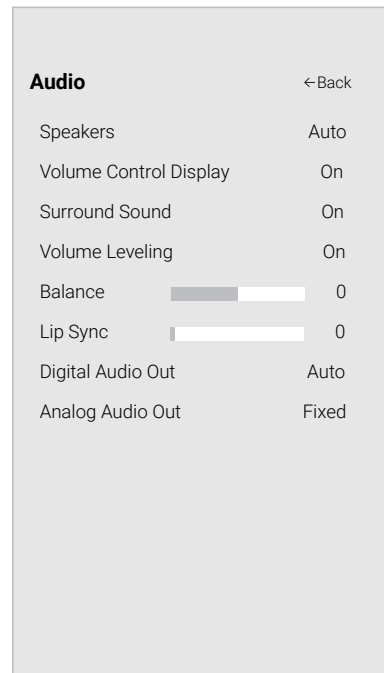 Audio ←Back
Speakers Auto
Volume Control Display On
Surround Sound On
Volume Leveling On
Balance 0
Lip Sync 0
Digital Audio Out Auto
Analog Audio Out Fixed